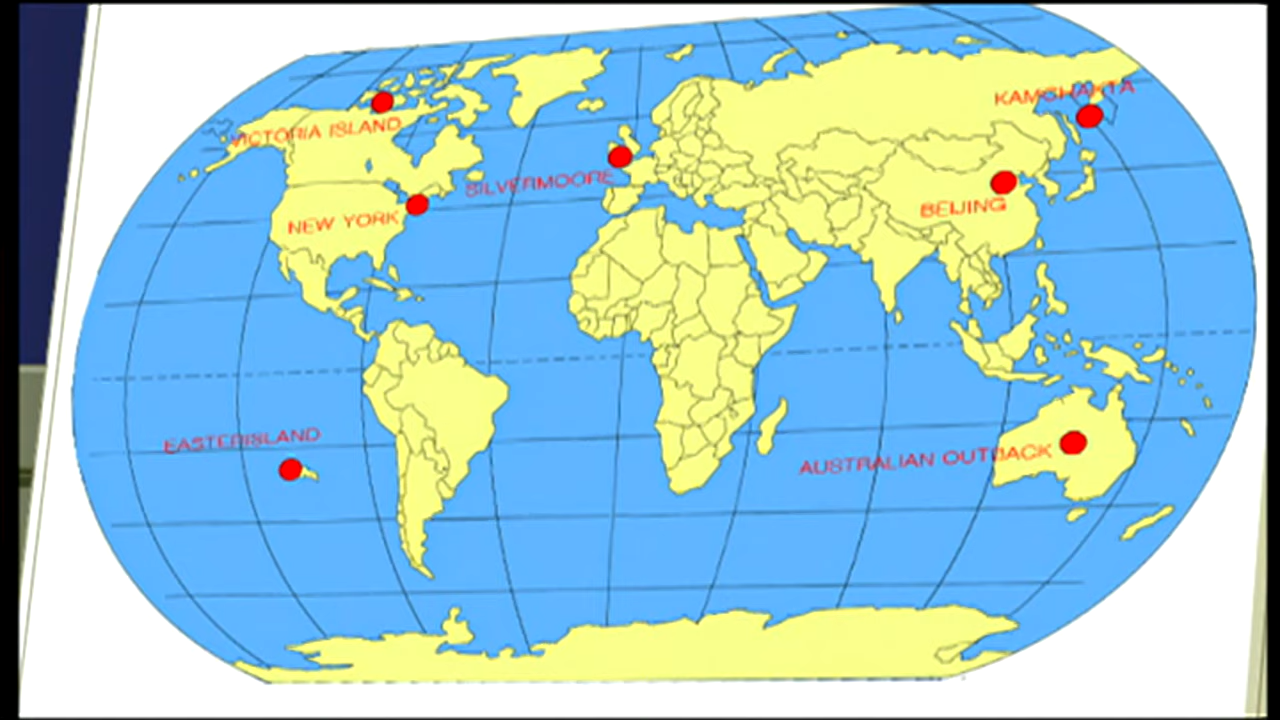 KAMSHAKTA
VICTORIA ISLAND
SILVERMOORE
NEW YORK
BEIJING
EASTERISLAND
AUSTRALIAN OUTBACK